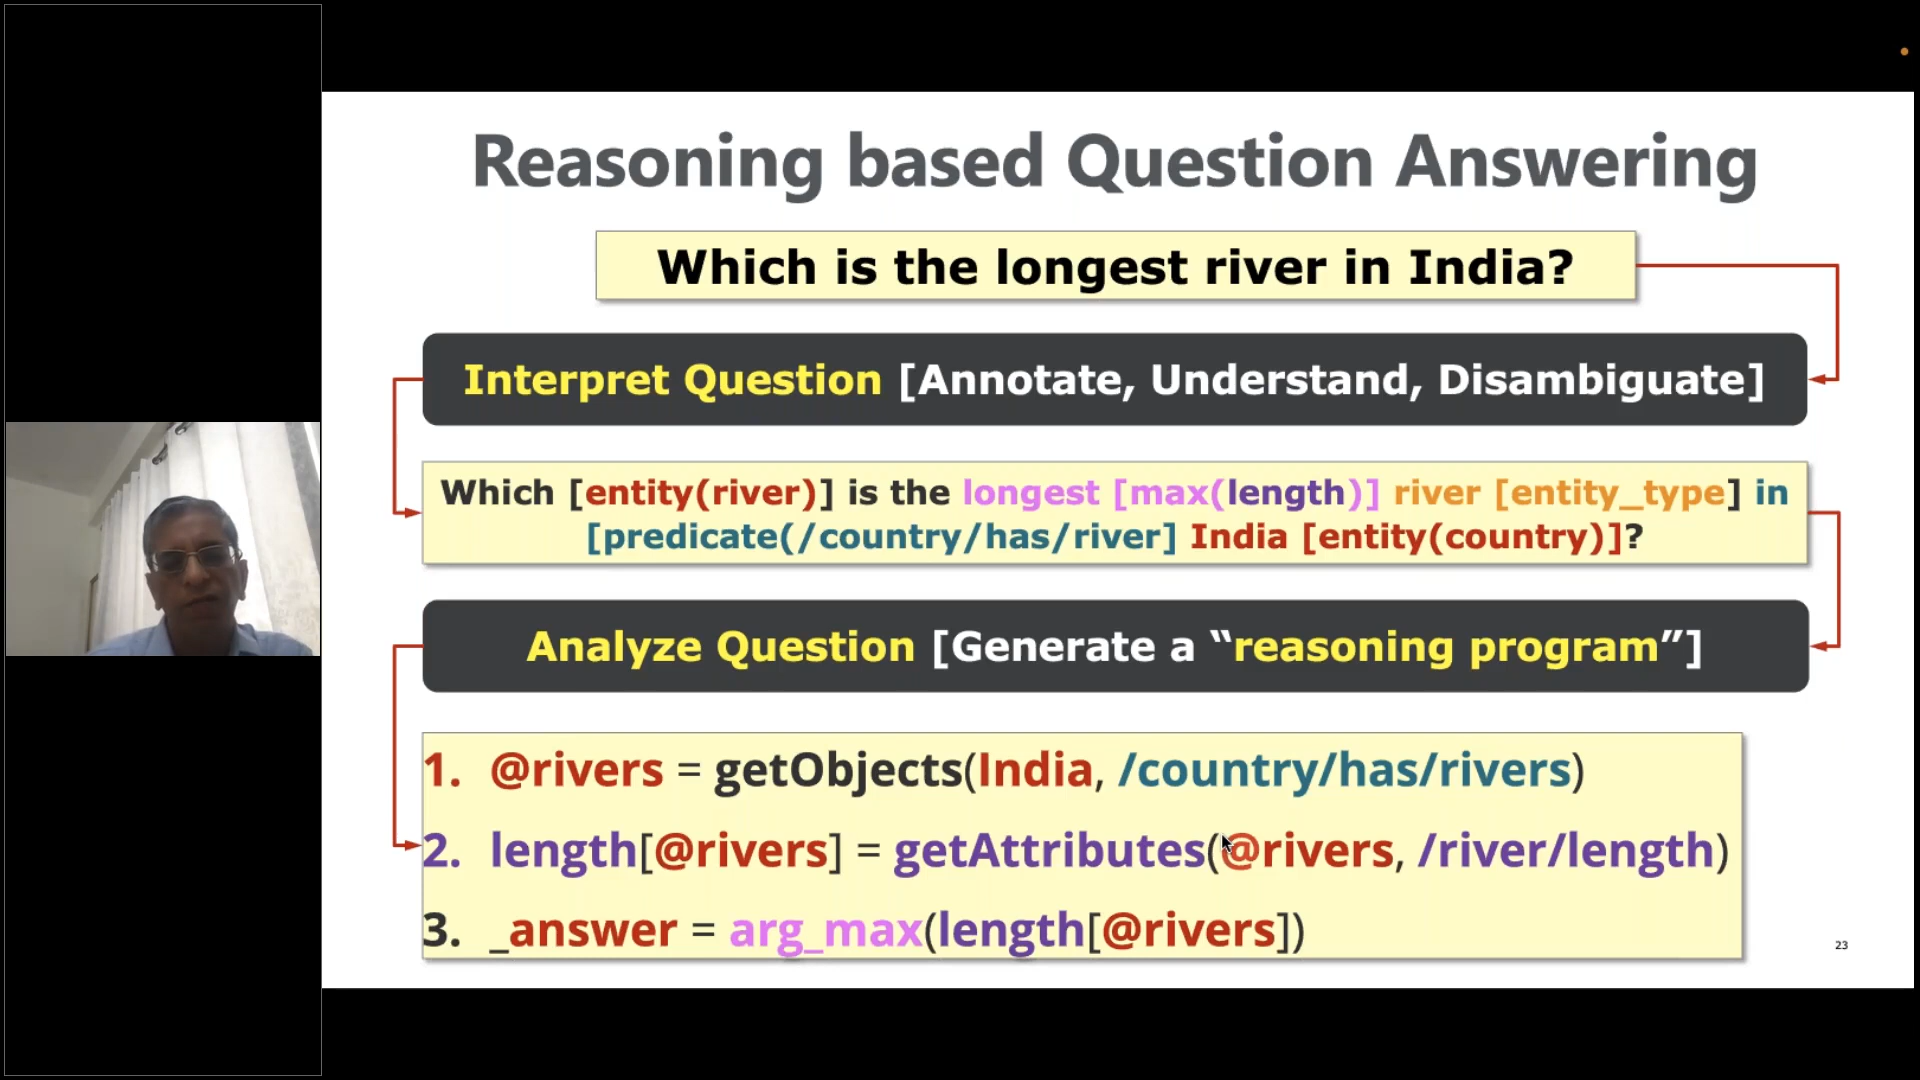 Reasoning based Question Answering
Which is the longest river in India?
Interpret Question [Annotate, Understand, Disambiguate]
Which [entity(river)] is the longest [max(length)] river [entity_type] in
[predicate(/country/has/river] India [entity(country)]?
Analyze Question [Generate a “reasoning program”]
1. @rivers = getObjects(India, /country/has/rivers)
2. length[@rivers] = getAttributes(@rivers, /river/length)
3. _answer = arg_max(length[@rivers])
23